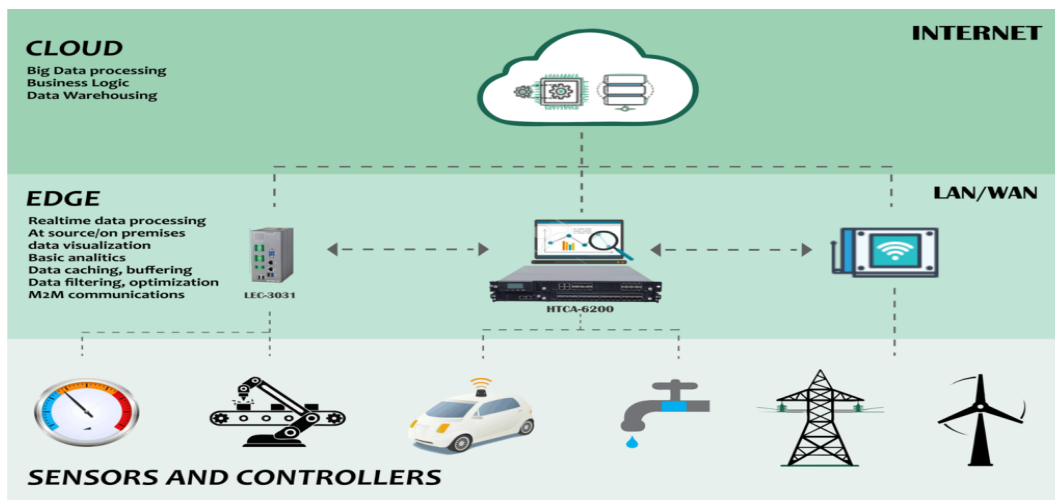 CLOUD
Big Data processing
Business Logic
Data Warehousing
INTERNET
EDGE
Realtime data processing
At source/on premises
data visualization
Basic analitics
Data caching, buffering
Data filtering, optimization
M2M communications
LAN/WAN
LEC-3031
HTCA-6200
SENSORS AND CONTROLLERS